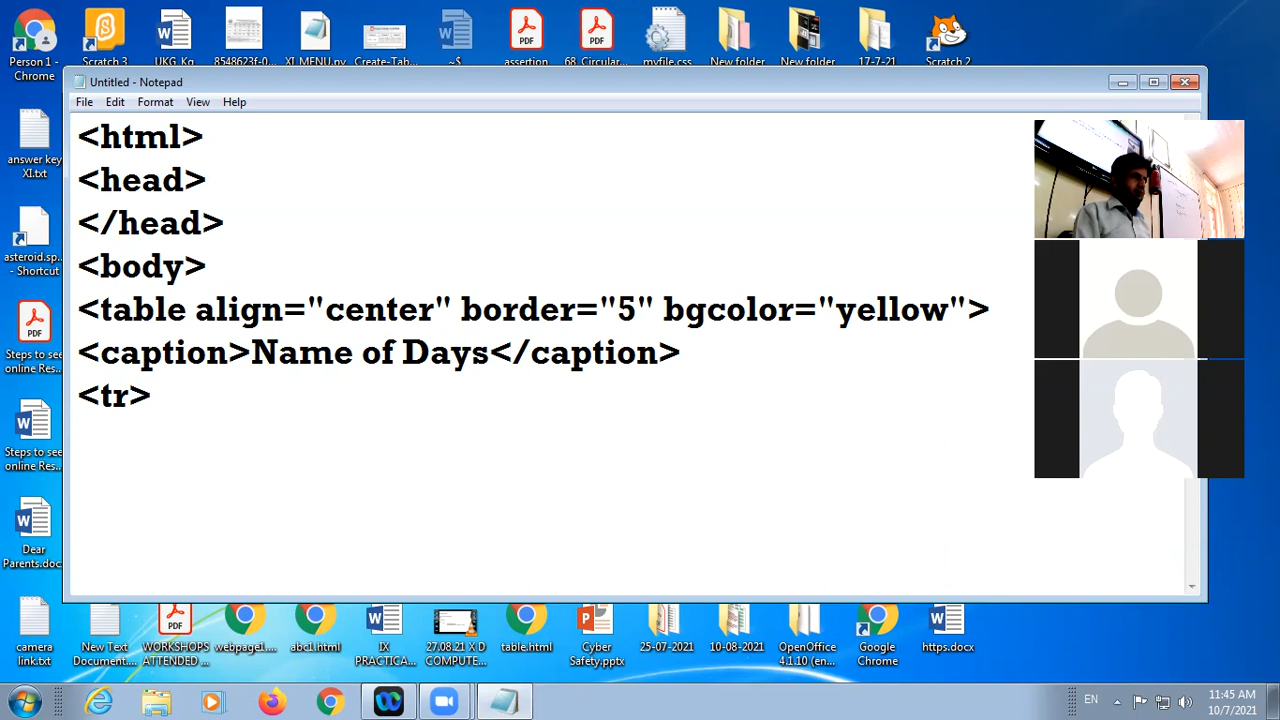 Person 1 -
Chrome
Scratch 3
UKG_Kg
8548623f-0...
XI MENU.py
Create-Tab...
~$
assertion
68_Circular...
myfile.css
New folder
New folder
17-7-21
Scratch 2
Untitled - Notepad
File Edit Format View Help
<html>
<head>
</head>
<body>
<table align="center" border="5" bgcolor="yellow">
<caption>Name of Days</caption>
<tr>
answer key
XI.txt
asteroid.sp...
- Shortcut
PDF
Steps to see
online Res...
Steps to see
online Res...
Dear
Parents.doc
camera
link.txt
New Text
Document....
WORKSHOPS
ATTENDED ...
webpage1....
abc1.html
IX
PRACTICA...
27.08.21 X D
COMPUTE...
table.html
Cyber
Safety.pptx
25-07-2021
10-08-2021
OpenOffice
4.1.10 (en...
Google
Chrome
https.docx
EN
11:45 AM
10/7/2021